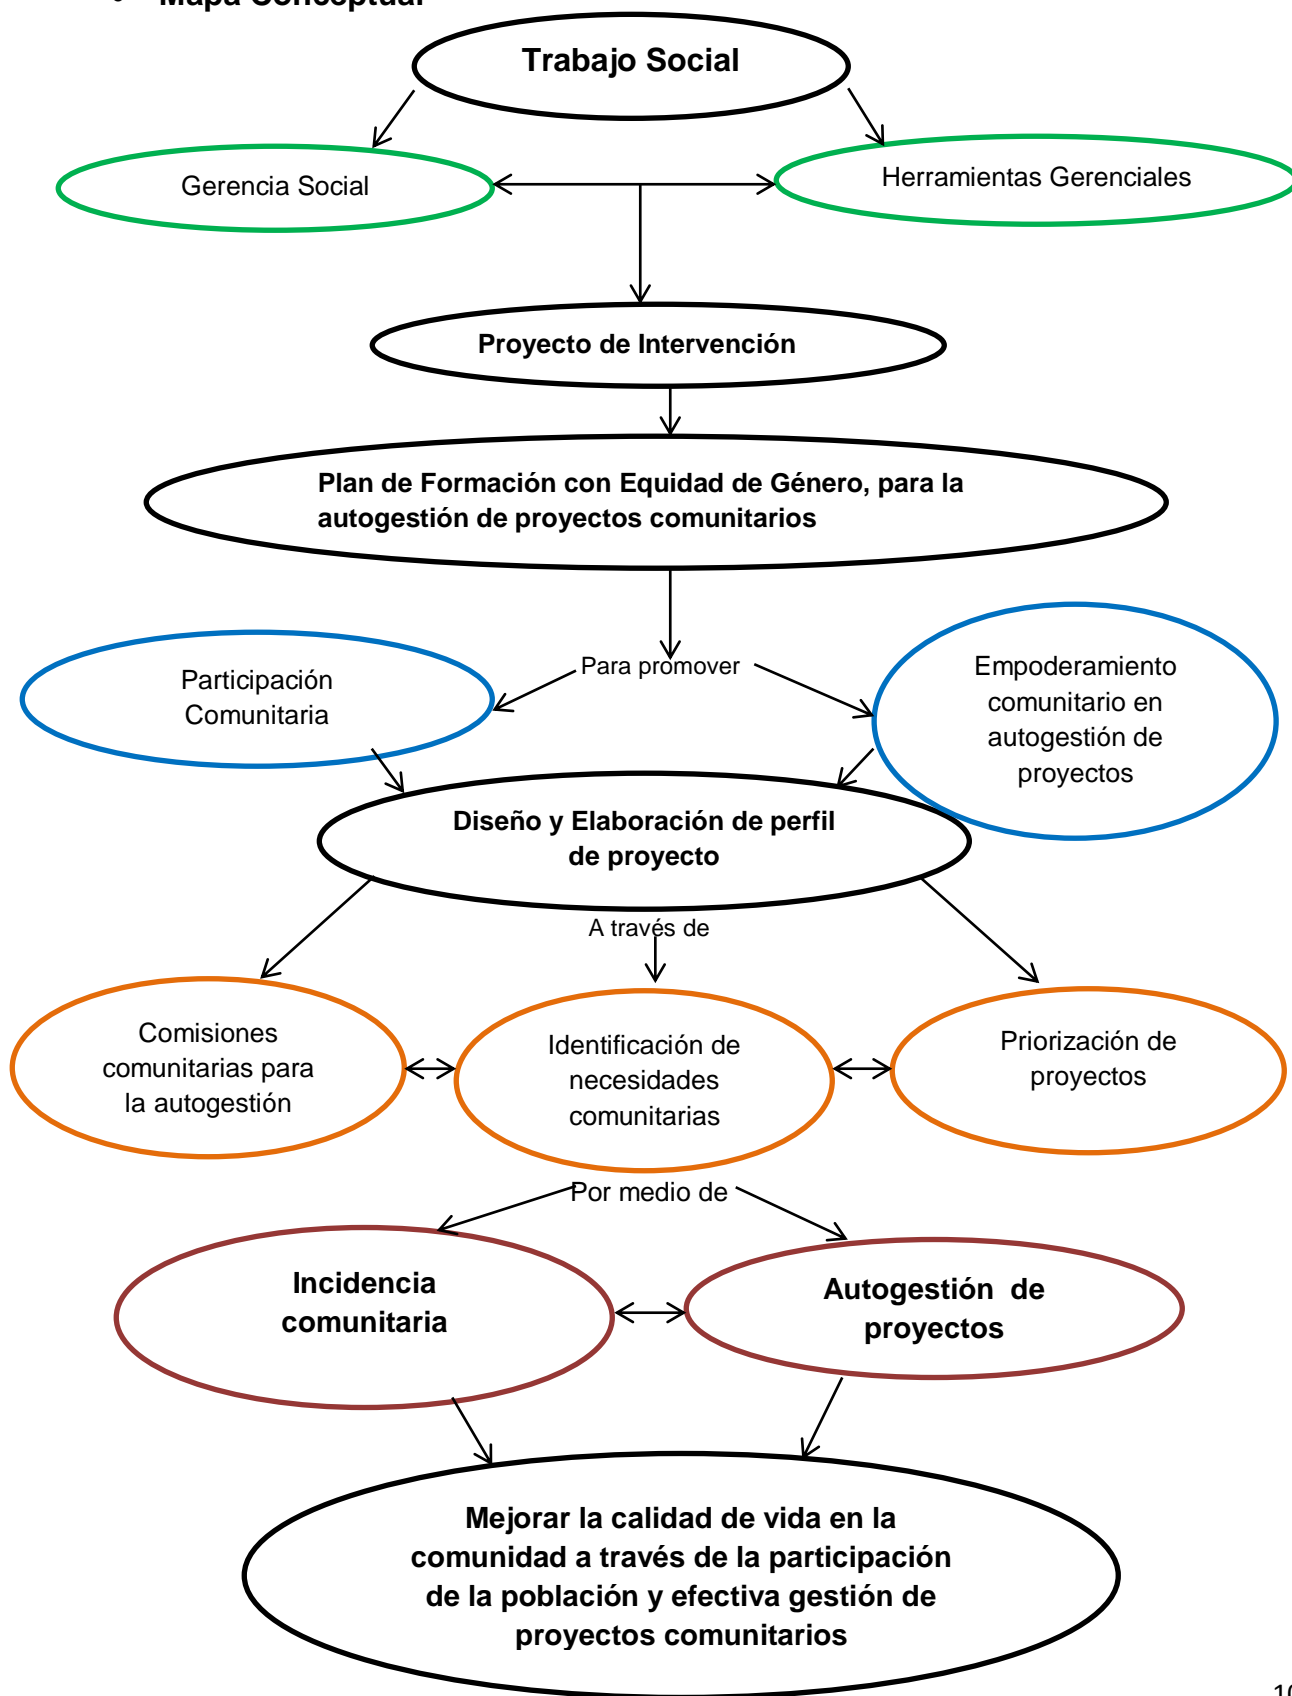 • Mapa Conceptual
Trabajo Social
Gerencia Social
Herramientas Gerenciales
Proyecto de Intervención
Plan de Formación con Equidad de Género, para la
autogestión de proyectos comunitarios
Para promover
Participación
Comunitaria
Empoderamiento
comunitario en
autogestión de
proyectos
Diseño y Elaboración de perfil
de proyecto
A través de
Comisiones
comunitarias para
la autogestión
Identificación de
necesidades
comunitarias
Priorización de
proyectos
Por medio de
Incidencia
comunitaria
Autogestión de
proyectos
Mejorar la calidad de vida en la
comunidad a través de la participación
de la población y efectiva gestión de
proyectos comunitarios